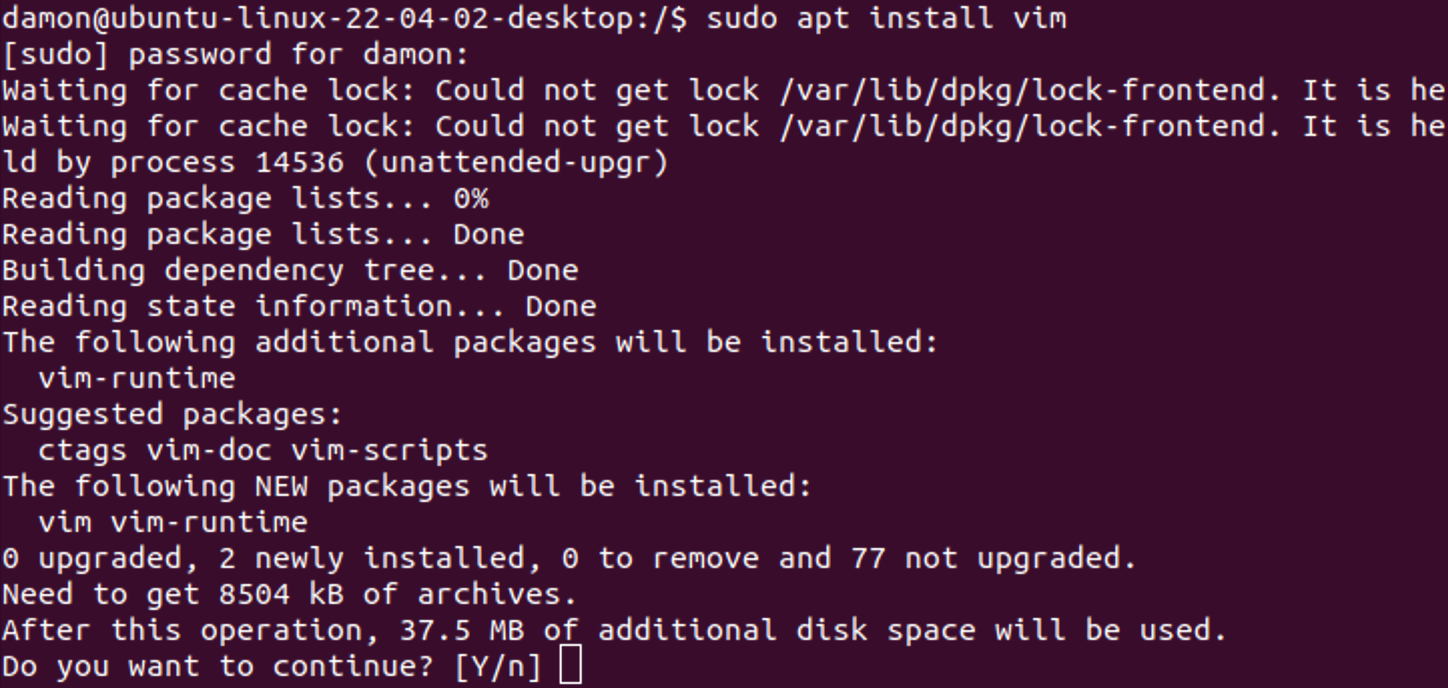 damon@ubuntu-linux-22-04-02-desktop:/$ sudo apt install vim
[sudo] password for damon:
Waiting for cache lock: Could not get lock /var/lib/dpkg/lock-frontend. It is he
Waiting for cache lock: Could not get lock /var/lib/dpkg/lock-frontend. It is he
ld by process 14536 (unattended-upgr)
Reading package lists... 0%
Reading package lists... Done
Building dependency tree... Done
Reading state information... Done
The following additional packages will be installed:
  vim-runtime
Suggested packages:
  ctags vim-doc vim-scripts
The following NEW packages will be installed:
  vim vim-runtime
0 upgraded, 2 newly installed, 0 to remove and 77 not upgraded.
Need to get 8504 kB of archives.
After this operation, 37.5 MB of additional disk space will be used.
Do you want to continue? [Y/n]